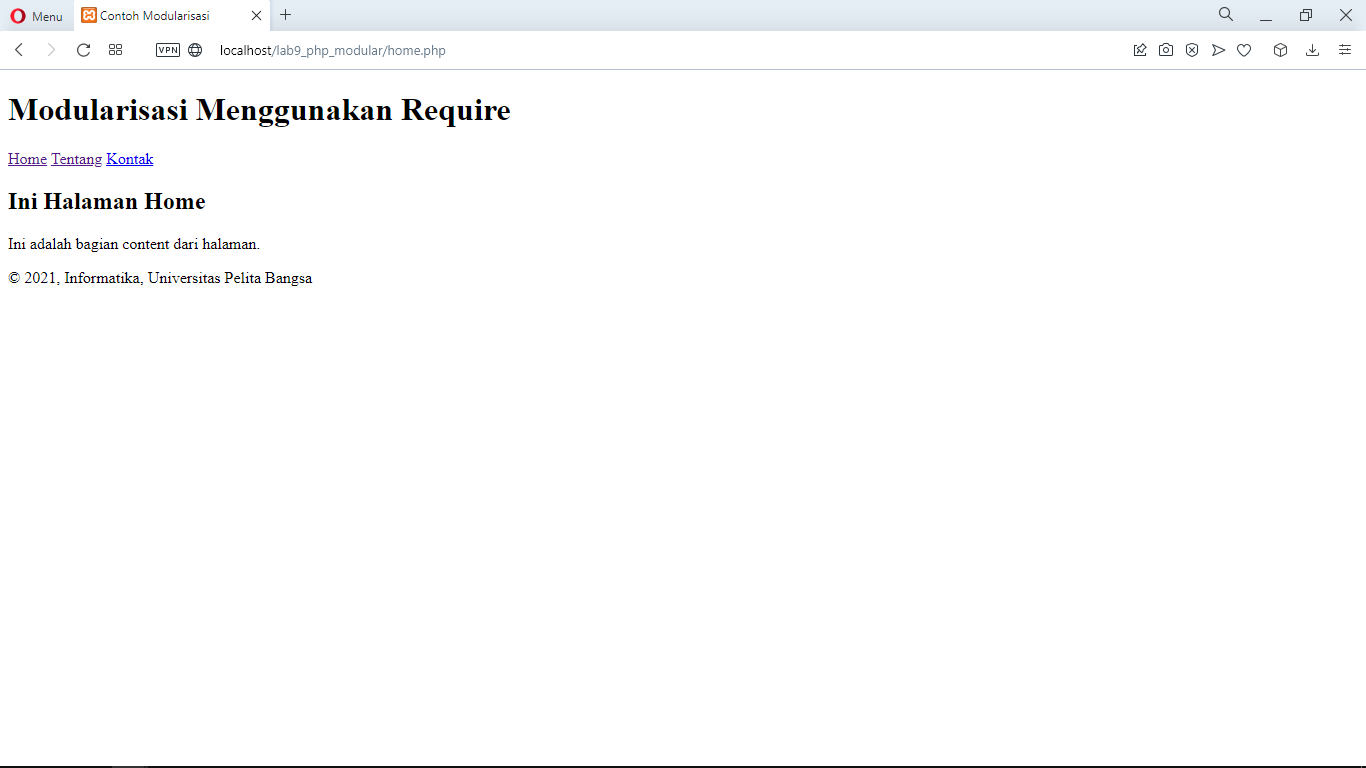 Menu
Contoh Modularisasi
VPN
localhost/lab9_php_modular/home.php
Modularisasi Menggunakan Require
Home Tentang Kontak
Ini Halaman Home
Ini adalah bagian content dari halaman.
© 2021, Informatika, Universitas Pelita Bangsa